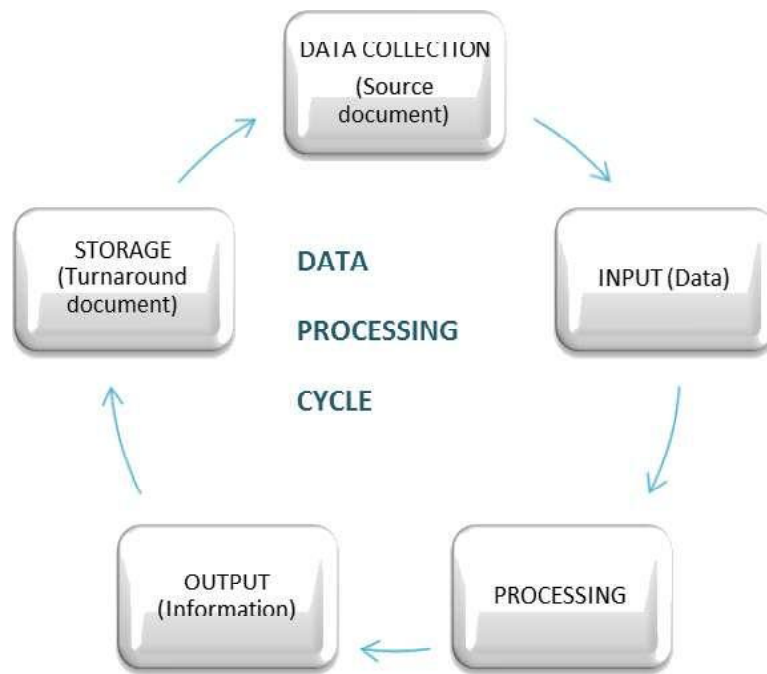 DATA COLLECTION
(Source
document)
INPUT (Data)
PROCESSING
OUTPUT
(Information)
STORAGE
(Turnaround
document)
DATA
PROCESSING
CYCLE